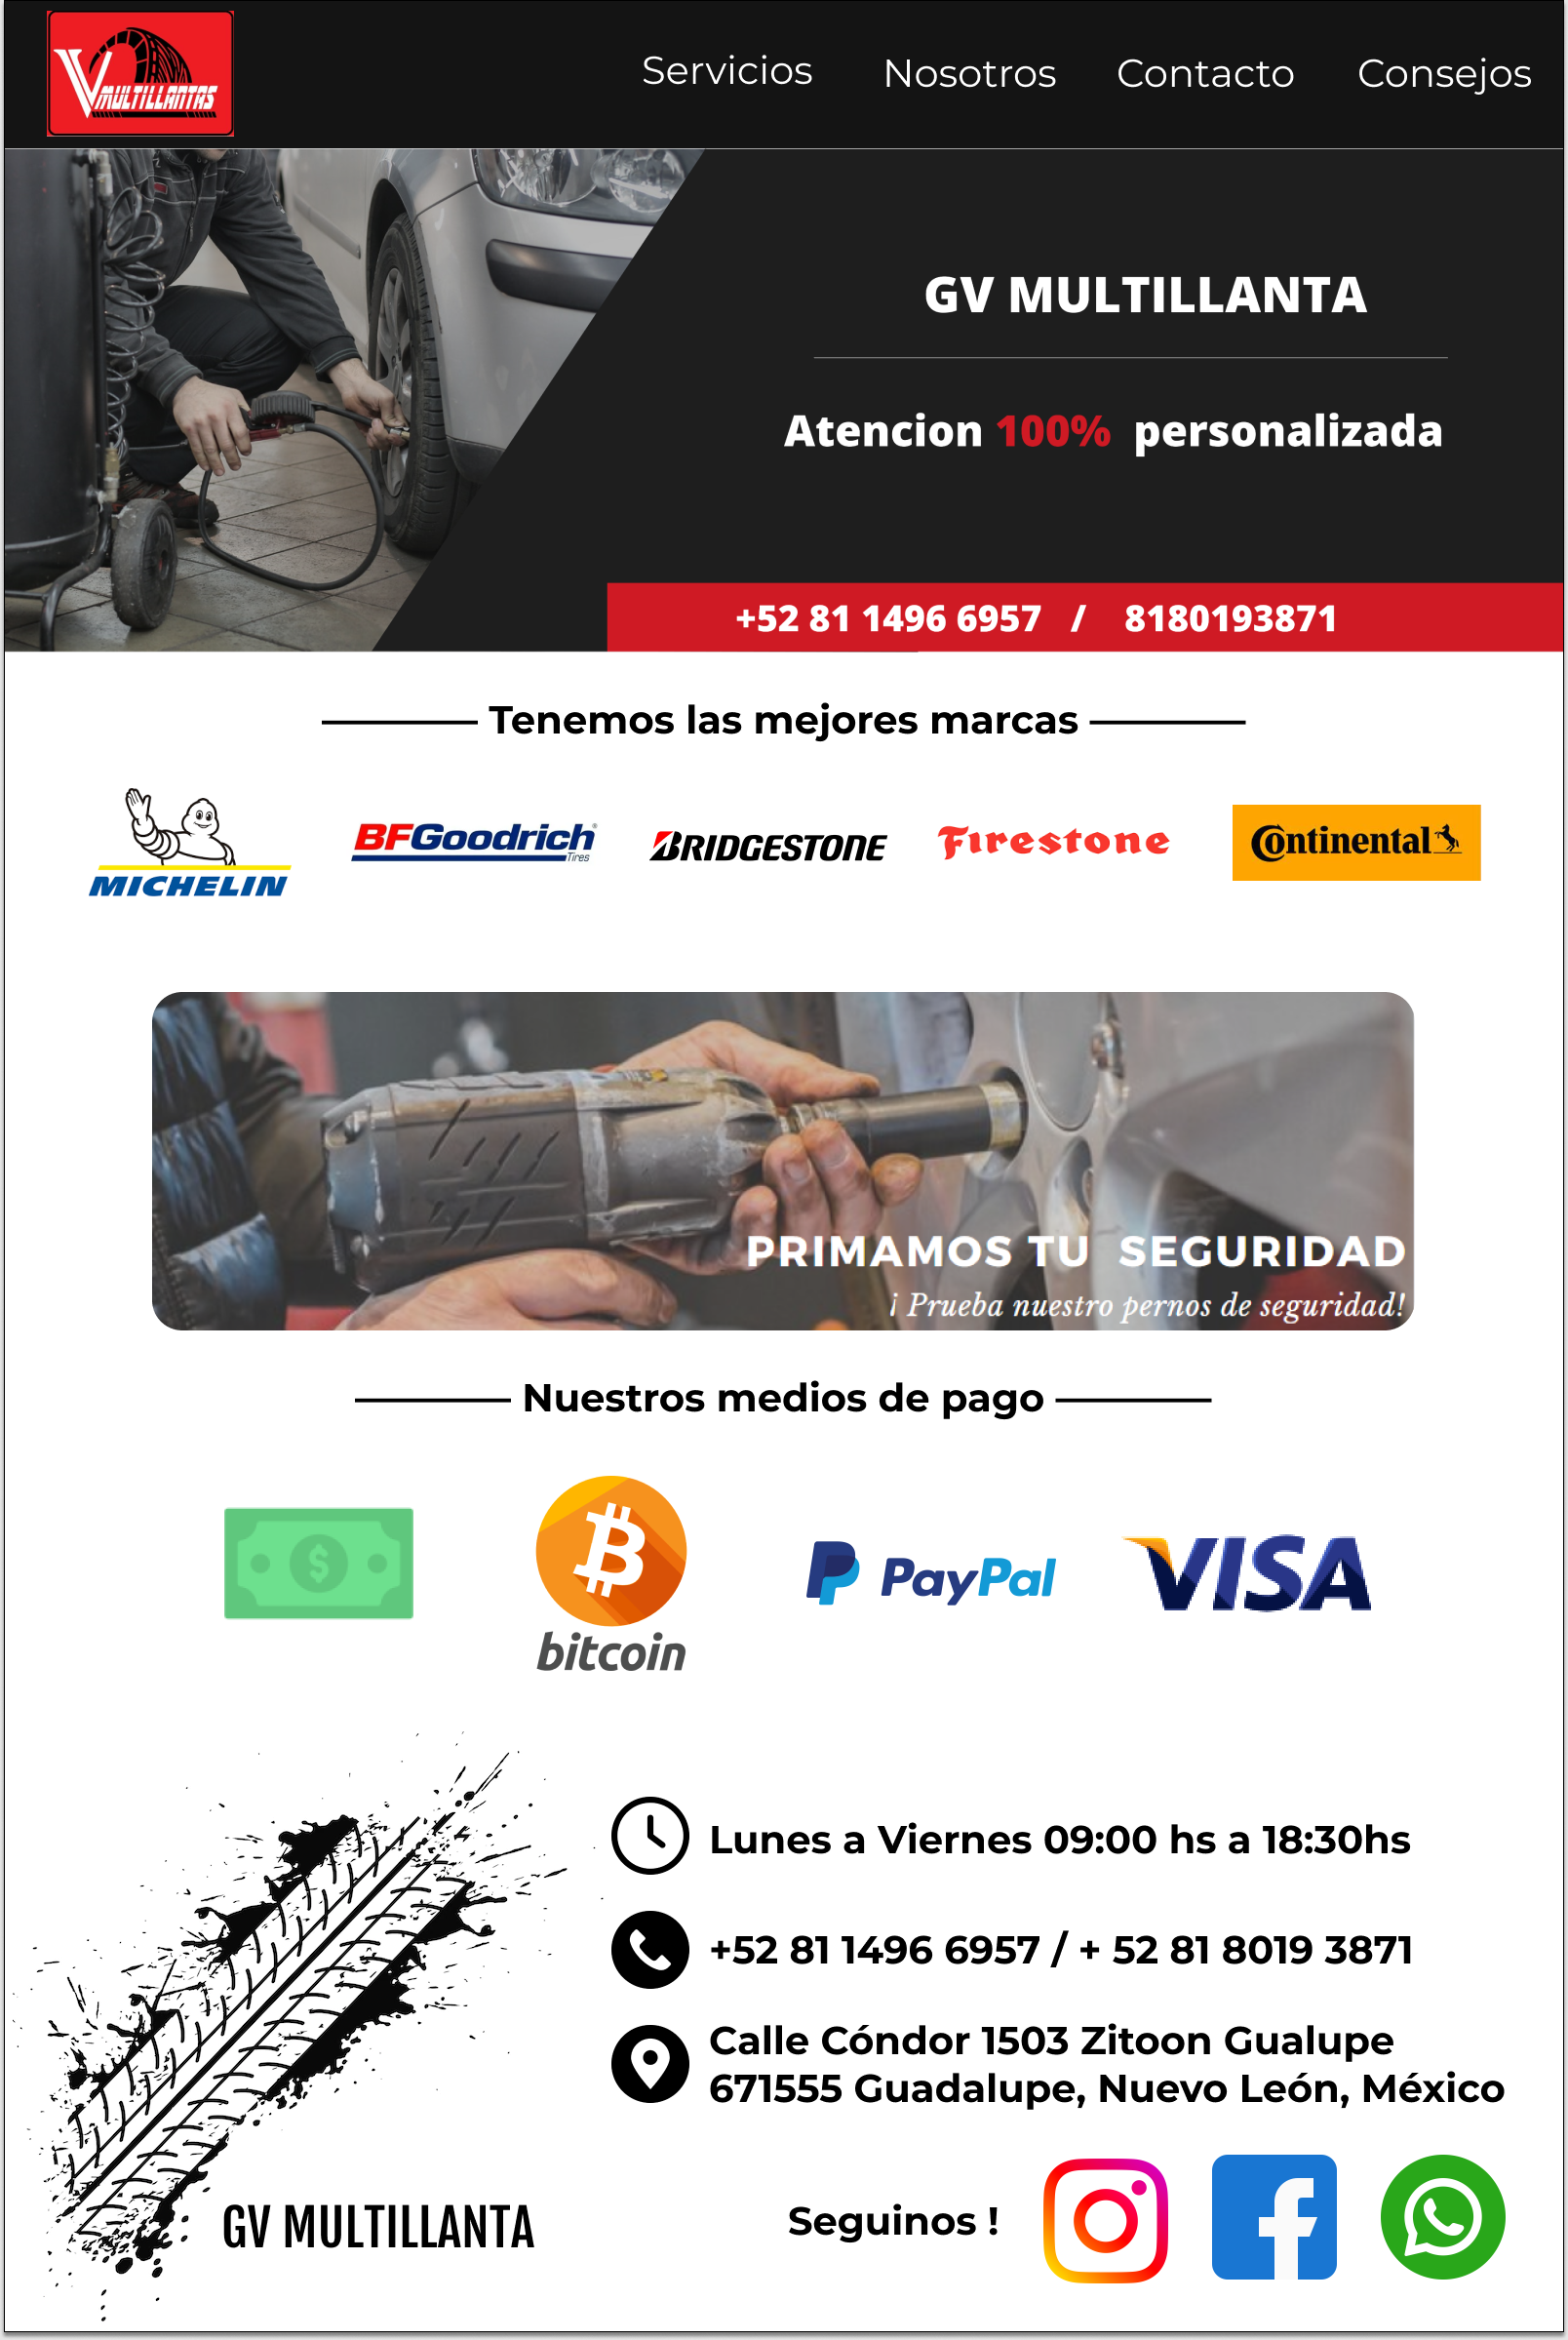 V MULTILLANTAS
Servicios Nosotros Contacto Consejos
GV MULTILLANTA
Atencion 100% personalizada
+52 81 1496 6957 / 8180193871
Tenemos las mejores marcas
MICHELIN
BFGoodrich®
Tires
BRIDGESTONE
Firestone
Continental
PRIMAMOS TU SEGURIDAD
¡ Prueba nuestro pernos de seguridad!
Nuestros medios de pago
$
bitcoin
PayPal
VISA
Lunes a Viernes 09:00 hs a 18:30hs
+52 81 1496 6957 / + 52 81 8019 3871
Calle Cóndor 1503 Zitoon Gualupe
671555 Guadalupe, Nuevo León, México
GV MULTILLANTA
Seguinos !